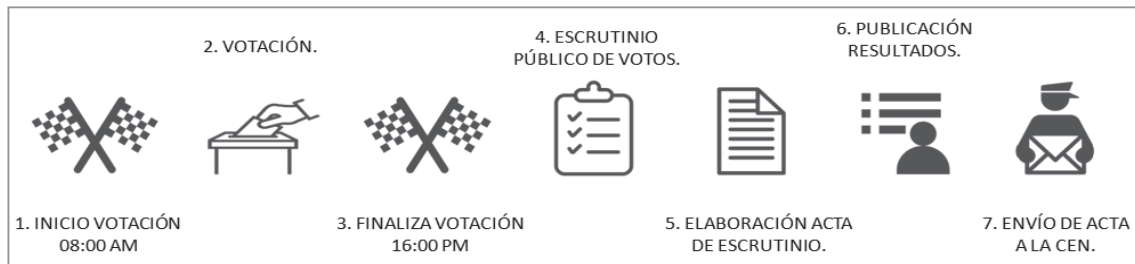 1. INICIO VOTACIÓN
08:00 AM
2. VOTACIÓN.
3. FINALIZA VOTACIÓN
16:00 PM
4. ESCRUTINIO
PÚBLICO DE VOTOS.
5. ELABORACIÓN ACTA
DE ESCRUTINIO.
6. PUBLICACIÓN
RESULTADOS.
7. ENVÍO DE ACTA
A LA CEN.